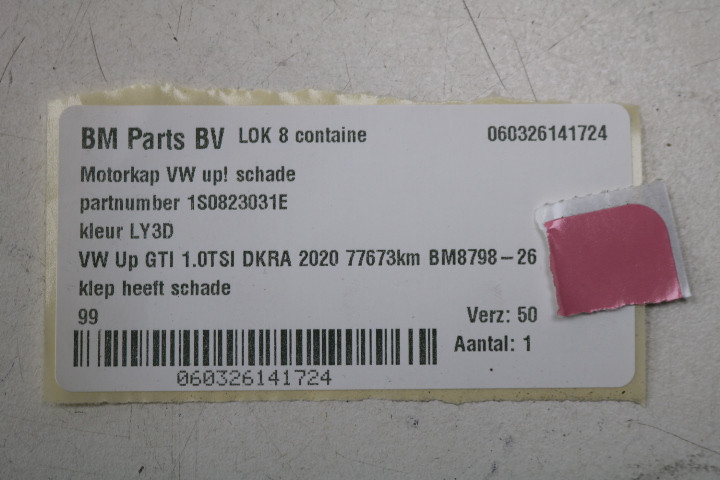 BM Parts BV LOK 8 containe 060326141724
Motorkap VW up! schade
partnumber 1S0823031E
kleur LY3D
VW Up GTI 1.0TSI DKRA 2020 77673km BM8798-26
klep heeft schade
99 Verz: 50
Aantal: 1
060326141724